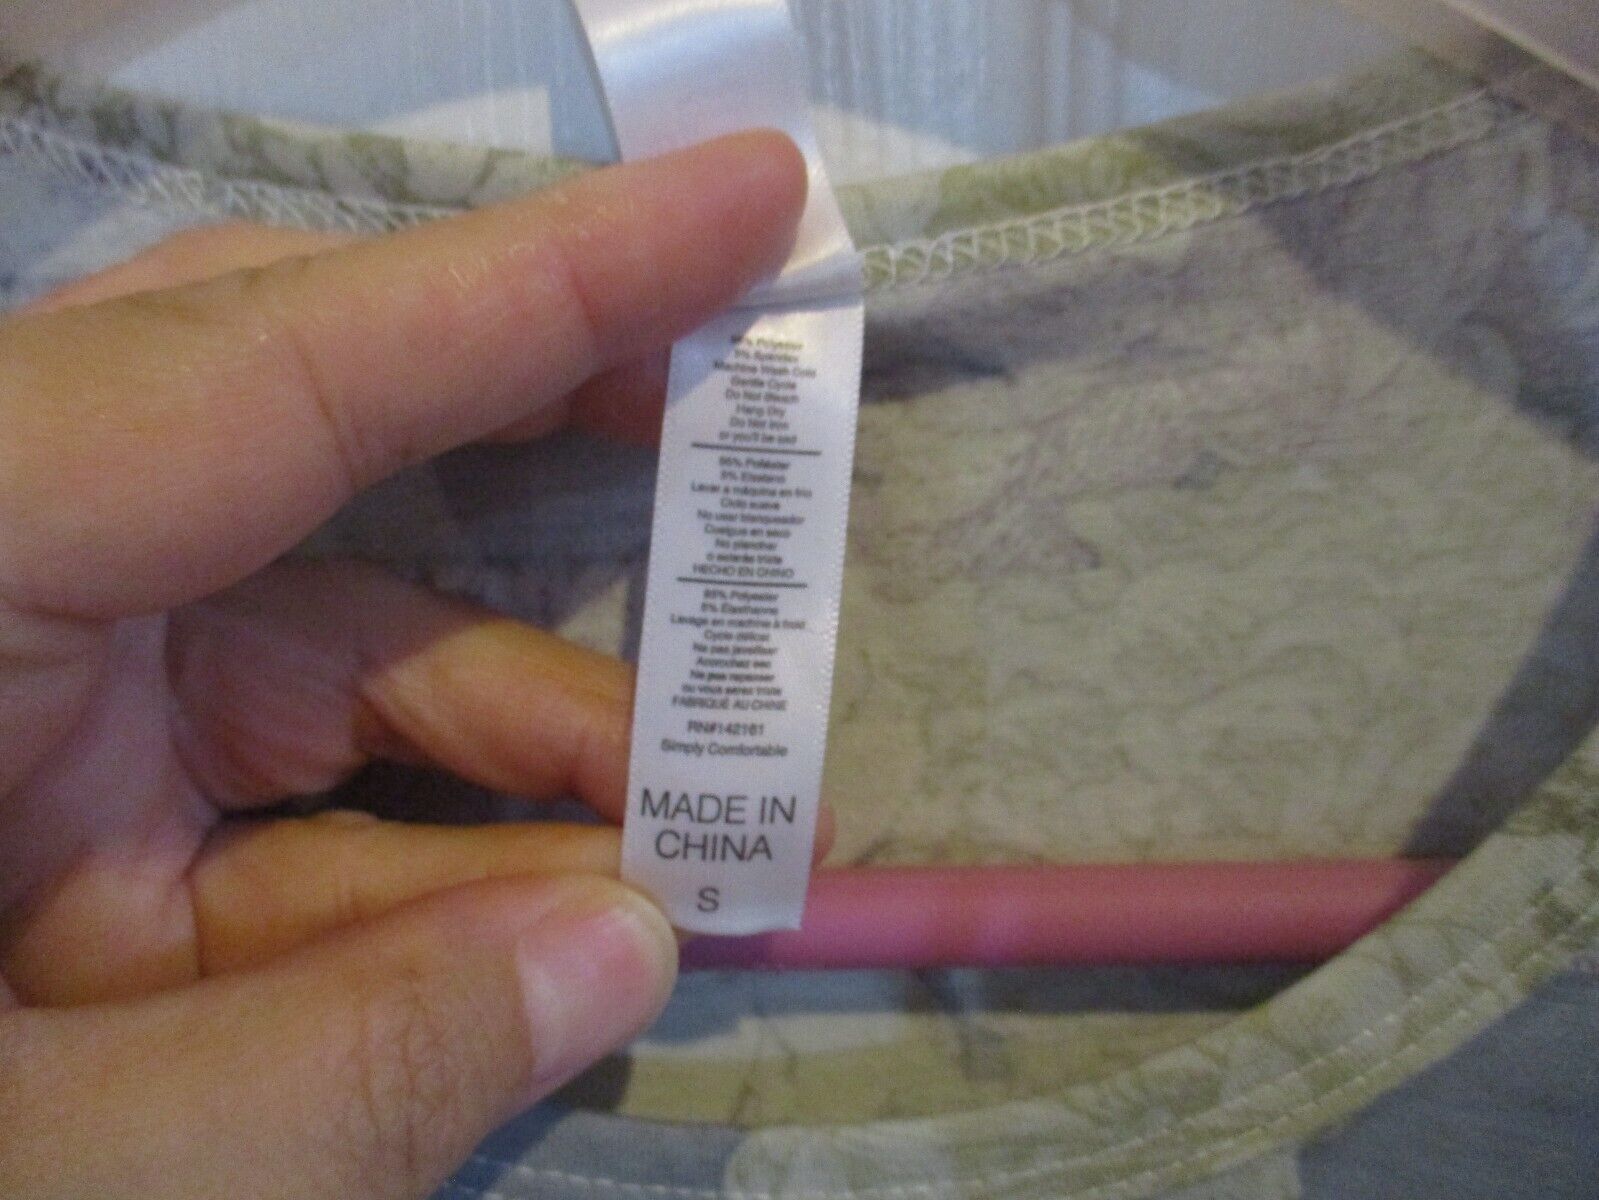 95% Polyester
5% Spandex
Machine Wash Cold
Gentle Cycle
Do Not Bleach
Hang Dry
Do Not Iron
or you'll be sad
95% Poliéster
5% Elastano
Lavar a máquina en frío
Ciclo suave
No usar blanqueador
Cuelgue en seco
No planchar
o estarás triste
HECHO EN CHINO
95% Polyester
5% Élasthanne
Lavage en machine à froid
Cycle délicat
Ne pas javelliser
Accrochez sec
Ne pas repasser
ou vous serez triste
FABRIQUÉ AU CHINE
RN#142161
Simply Comfortable
MADE IN
CHINA
S